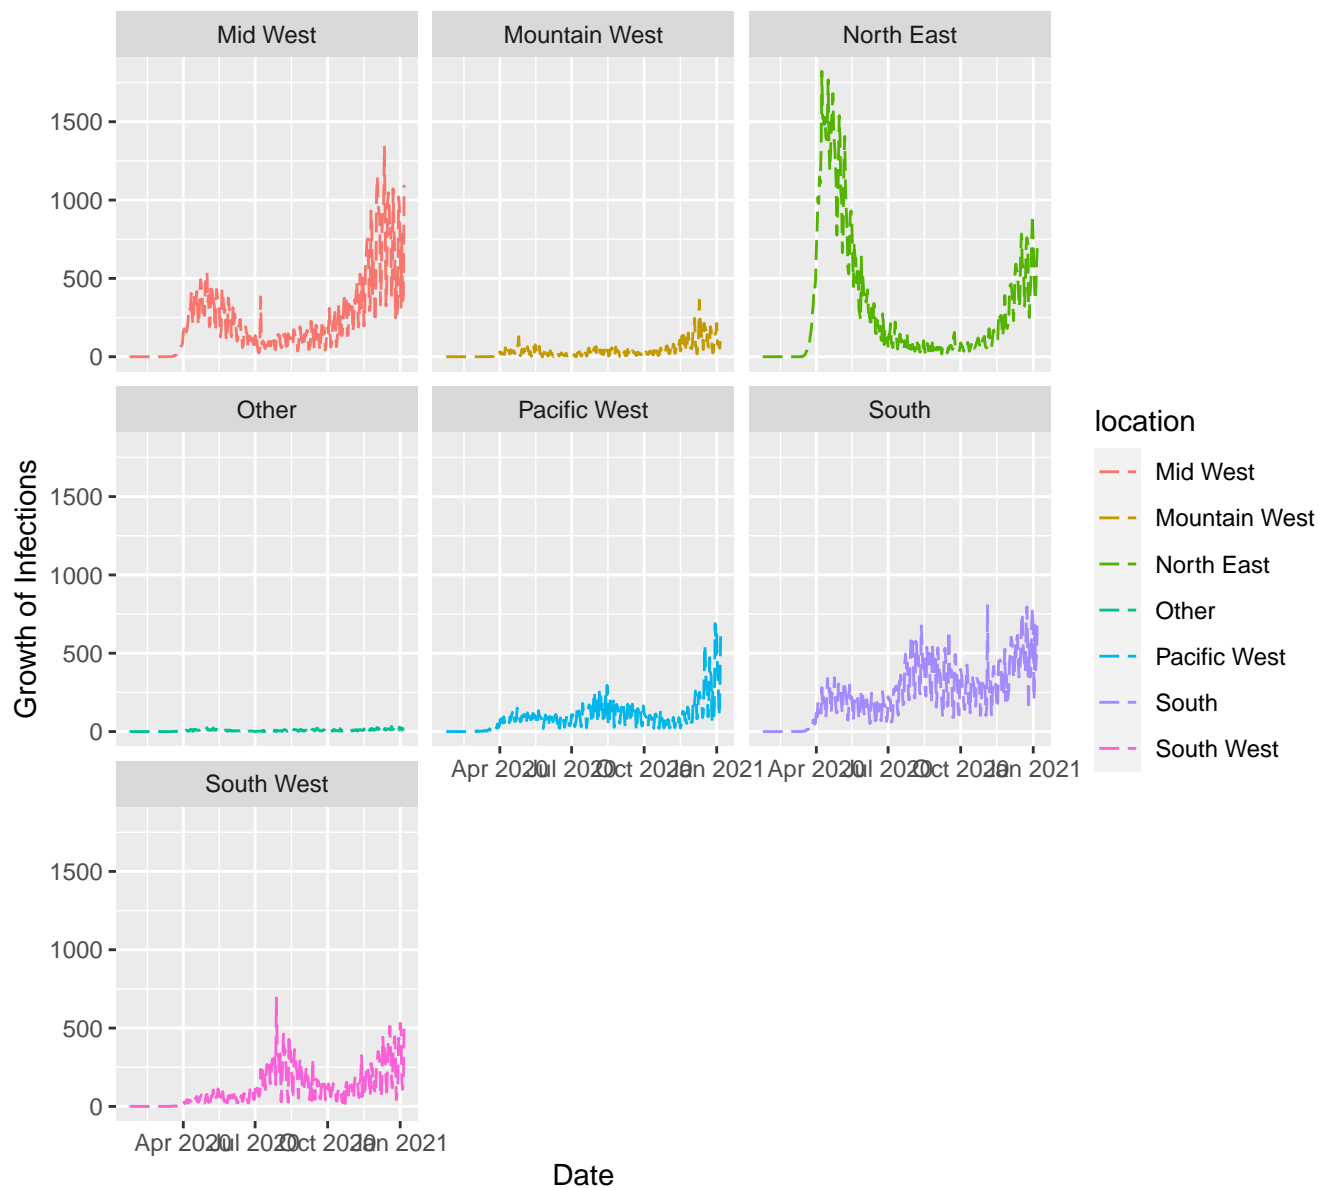 Mid West
Mountain West
North East
1500
1000
500
0
Other
Pacific West
South
1500
1000
500
0
Apr 2020 Jul 2020 Oct 2020 Jan 2021
Apr 2020 Jul 2020 Oct 2020 Jan 2021
South West
1500
1000
500
0
Apr 2020 Jul 2020 Oct 2020 Jan 2021
Date
Growth of Infections
location
Mid West
Mountain West
North East
Other
Pacific West
South
South West